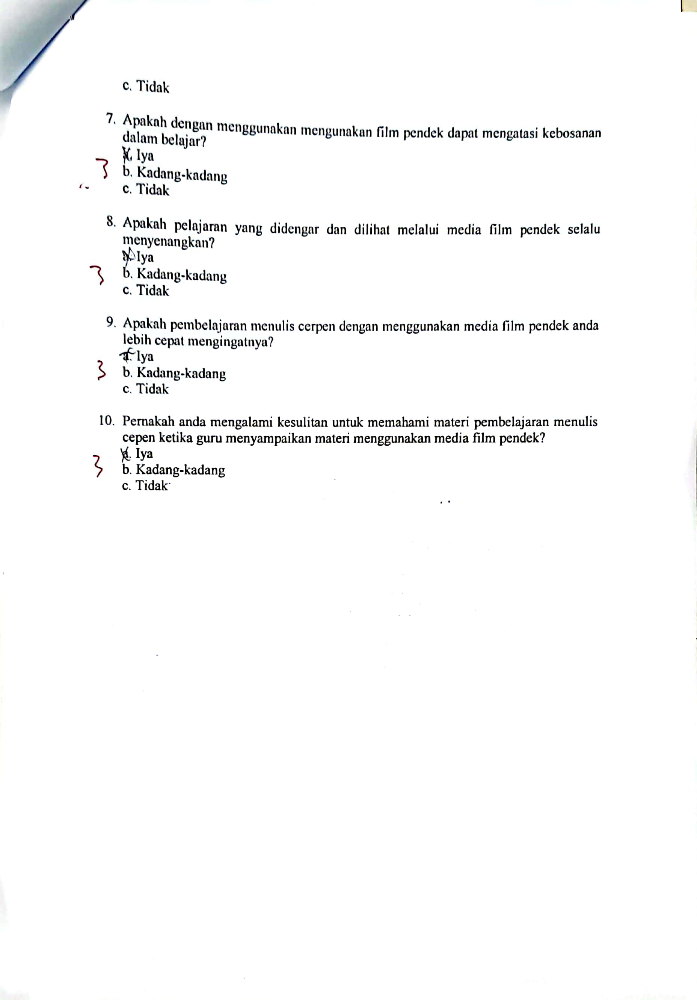 c. Tidak
7. Apakah dengan menggunakan mengunakan film pendek dapat mengatasi kebosanan
dalam belajar?
a. Iya
3
b. Kadang-kadang
c. Tidak
8. Apakah pelajaran yang didengar dan dilihat melalui media film pendek selalu
menyenangkan?
a. Iya
3
b. Kadang-kadang
c. Tidak
9. Apakah pembelajaran menulis cerpen dengan menggunakan media film pendek anda
lebih cepat mengingatnya?
a. Iya
3
b. Kadang-kadang
c. Tidak
10. Pernakah anda mengalami kesulitan untuk memahami materi pembelajaran menulis
cepen ketika guru menyampaikan materi menggunakan media film pendek?
a. Iya
3
b. Kadang-kadang
c. Tidak